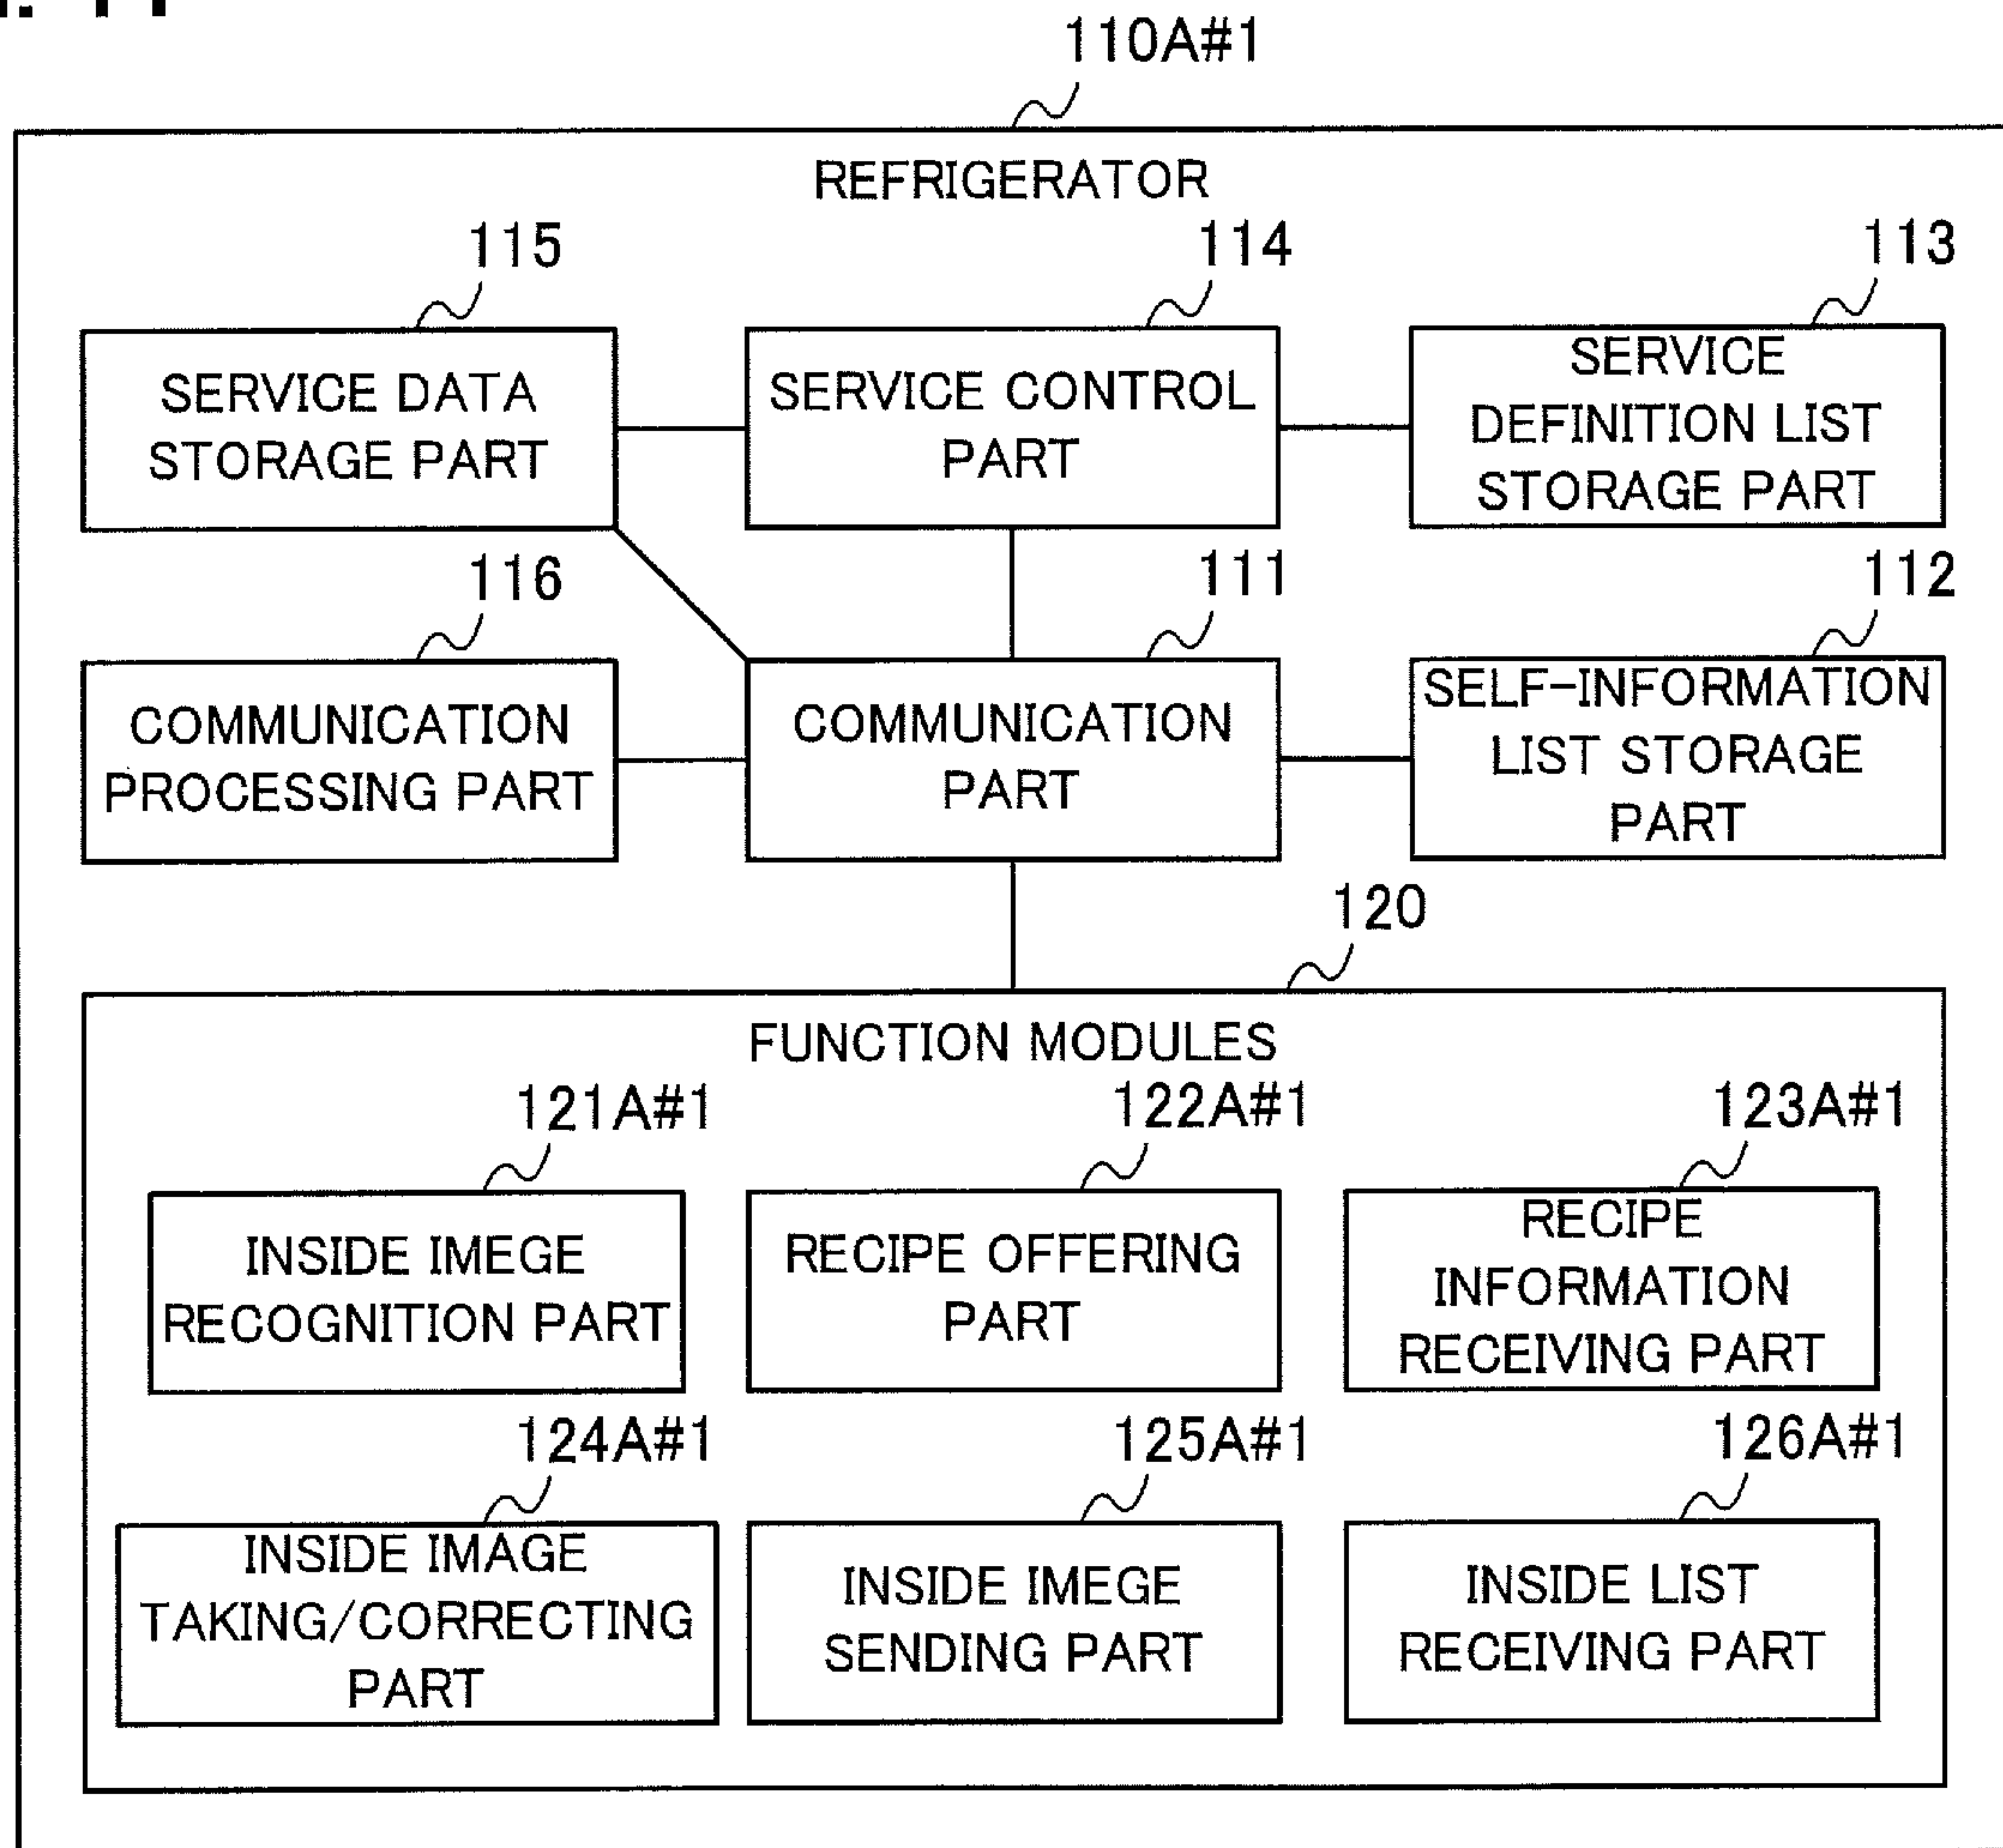 110A#1
REFRIGERATOR
115
114
113
SERVICE DATA
STORAGE PART
SERVICE CONTROL
PART
SERVICE
DEFINITION LIST
STORAGE PART
116
111
112
COMMUNICATION
PROCESSING PART
COMMUNICATION
PART
SELF-INFORMATION
LIST STORAGE
PART
120
FUNCTION MODULES
121A#1
122A#1
123A#1
INSIDE IMEGE
RECOGNITION PART
RECIPE OFFERING
PART
RECIPE
INFORMATION
RECEIVING PART
124A#1
125A#1
126A#1
INSIDE IMAGE
TAKING/CORRECTING
PART
INSIDE IMEGE
SENDING PART
INSIDE LIST
RECEIVING PART